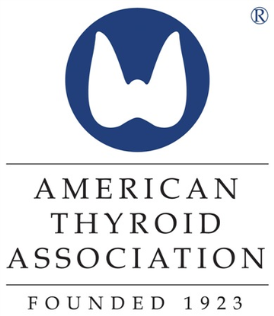 ®
AMERICAN
THYROID
ASSOCIATION
FOUNDED 1923